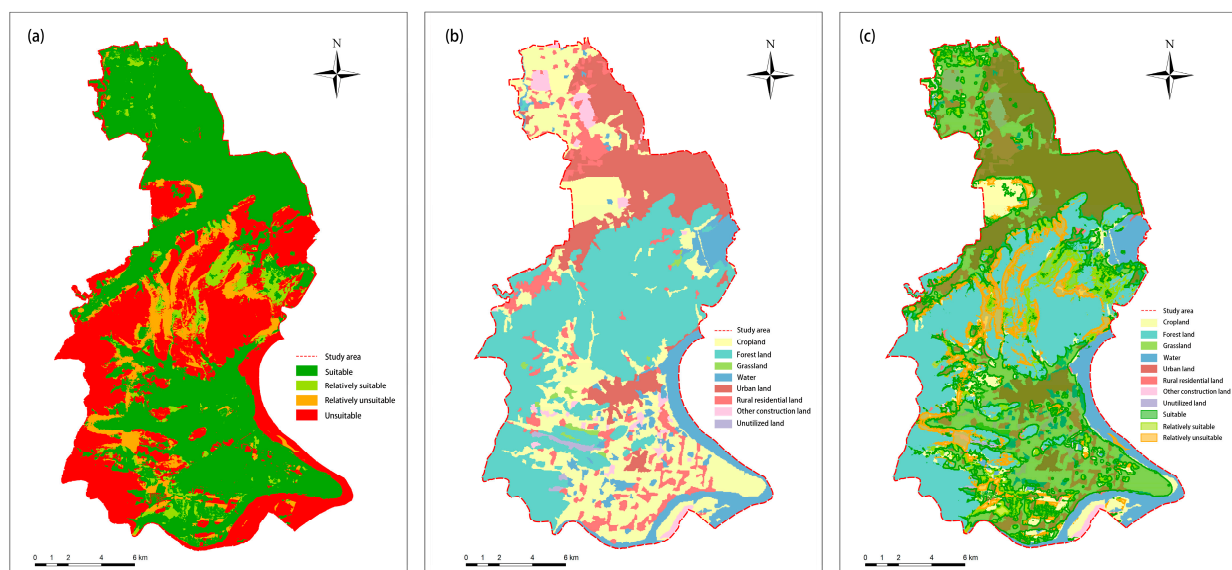 (a)
N
Study area
Suitable
Relatively suitable
Relatively unsuitable
Unsuitable
0 1 2 4 6 km
(b)
N
Study area
Cropland
Forest land
Grassland
Water
Urban land
Rural residential land
Other construction land
Unutilized land
0 1 2 4 6 km
(c)
N
Study area
Cropland
Forest land
Grassland
Water
Urban land
Rural residential land
Other construction land
Unutilized land
Suitable
Relatively suitable
Relatively unsuitable
0 1 2 4 6 km